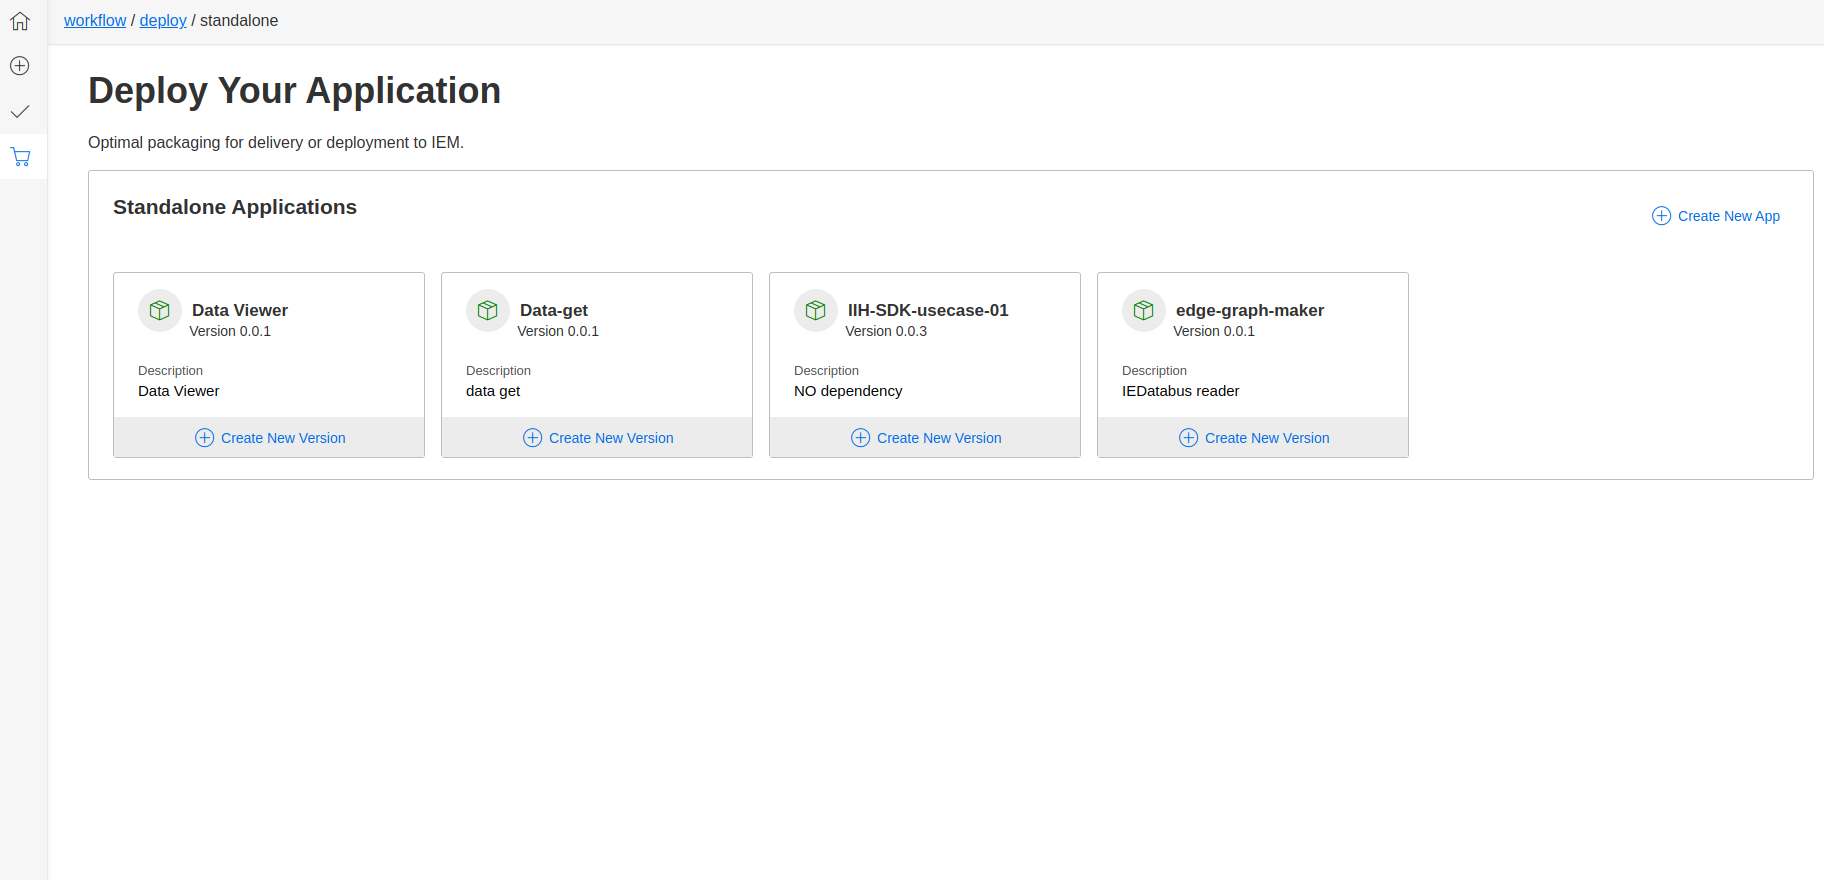 workflow / deploy / standalone
Deploy Your Application
Optimal packaging for delivery or deployment to IEM.
Standalone Applications
Create New App
Data Viewer
Version 0.0.1
Description
Data Viewer
Create New Version
Data-get
Version 0.0.1
Description
data get
Create New Version
IIH-SDK-usecase-01
Version 0.0.3
Description
NO dependency
Create New Version
edge-graph-maker
Version 0.0.1
Description
IEDatabus reader
Create New Version